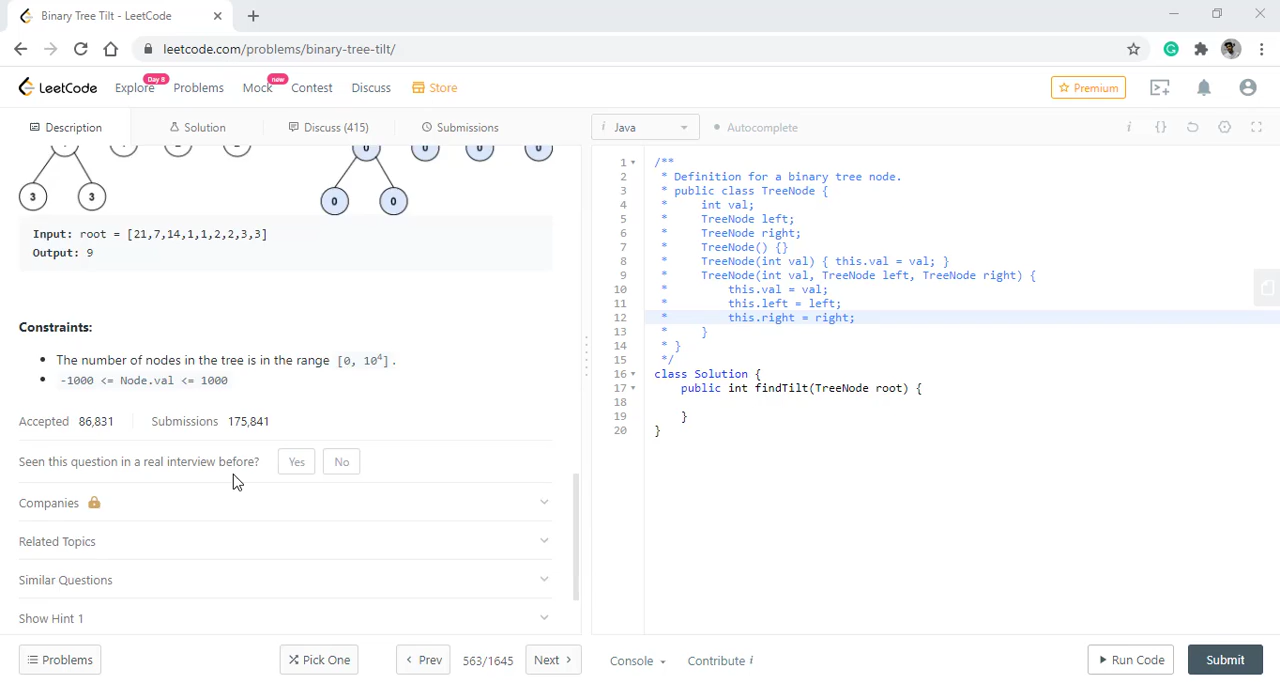 Binary Tree Tilt - LeetCode
leetcode.com/problems/binary-tree-tilt/
LeetCode Explore Day 8 Problems Mock new Contest Discuss Store Premium
Description Solution Discuss (415) Submissions
i Java Autocomplete i {}
0 0 0 0
3 3 0 0
Input: root = [21,7,14,1,1,2,2,3,3]
Output: 9
Constraints:
• The number of nodes in the tree is in the range [0, 10⁴].
• -1000 <= Node.val <= 1000
Accepted 86,831 Submissions 175,841
Seen this question in a real interview before? Yes No
Companies
Related Topics
Similar Questions
Show Hint 1
1 /**
2 * Definition for a binary tree node.
3 * public class TreeNode {
4 * int val;
5 * TreeNode left;
6 * TreeNode right;
7 * TreeNode() {}
8 * TreeNode(int val) { this.val = val; }
9 * TreeNode(int val, TreeNode left, TreeNode right) {
10 * this.val = val;
11 * this.left = left;
12 * this.right = right;
13 * }
14 * }
15 */
16 class Solution {
17 public int findTilt(TreeNode root) {
18
19 }
20 }
Problems Pick One < Prev 563/1645 Next > Console Contribute i Run Code Submit